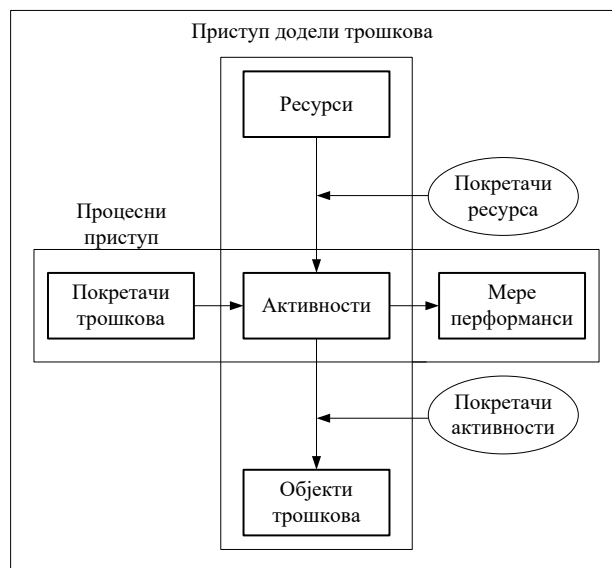 Приступ додели трошкова
Ресурси
Покретачи
ресурса
Процесни
приступ
Покретачи
трошкова
Активности
Мере
перформанси
Покретачи
активности
Објекти
трошкова